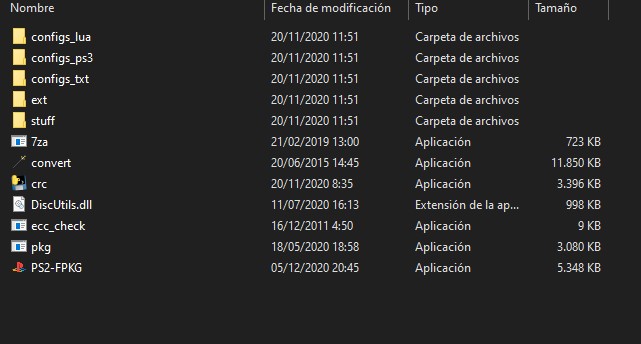 Nombre Fecha de modificación Tipo Tamaño
configs_lua 20/11/2020 11:51 Carpeta de archivos
configs_ps3 20/11/2020 11:51 Carpeta de archivos
configs_txt 20/11/2020 11:51 Carpeta de archivos
ext 20/11/2020 11:51 Carpeta de archivos
stuff 20/11/2020 11:51 Carpeta de archivos
7za 21/02/2019 13:00 Aplicación 723 KB
convert 20/06/2015 14:45 Aplicación 11.850 KB
crc 20/11/2020 8:35 Aplicación 3.396 KB
DiscUtils.dll 11/07/2020 16:13 Extensión de la ap... 998 KB
ecc_check 16/12/2011 4:50 Aplicación 9 KB
pkg 18/05/2020 18:58 Aplicación 3.080 KB
PS2-FPKG 05/12/2020 20:45 Aplicación 5.348 KB